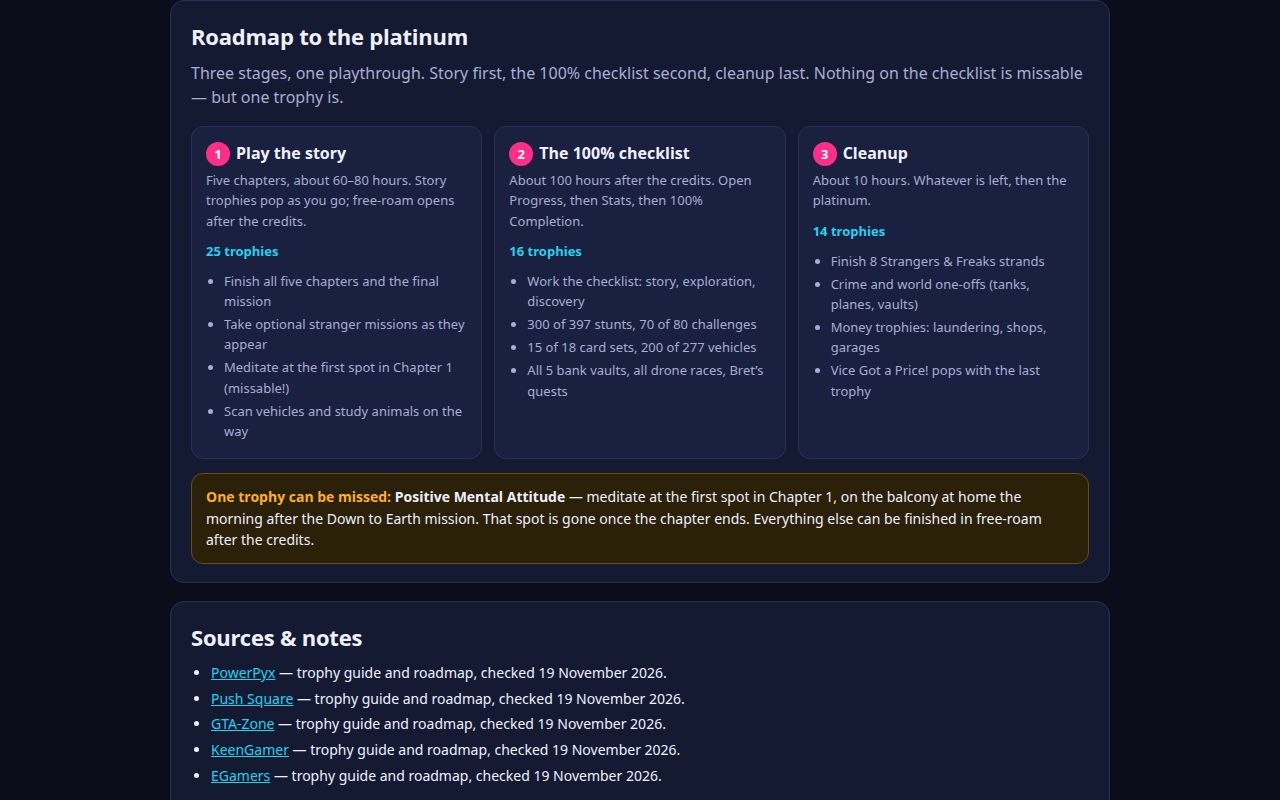 Roadmap to the platinum
Three stages, one playthrough. Story first, the 100% checklist second, cleanup last. Nothing on the checklist is missable
— but one trophy is.
1 Play the story
Five chapters, about 60–80 hours. Story
trophies pop as you go; free-roam opens
after the credits.
25 trophies
• Finish all five chapters and the final
mission
• Take optional stranger missions as they
appear
• Meditate at the first spot in Chapter 1
(missable!)
• Scan vehicles and study animals on the
way
2 The 100% checklist
About 100 hours after the credits. Open
Progress, then Stats, then 100%
Completion.
16 trophies
• Work the checklist: story, exploration,
discovery
• 300 of 397 stunts, 70 of 80 challenges
• 15 of 18 card sets, 200 of 277 vehicles
• All 5 bank vaults, all drone races, Bret’s
quests
3 Cleanup
About 10 hours. Whatever is left, then the
platinum.
14 trophies
• Finish 8 Strangers & Freaks strands
• Crime and world one-offs (tanks,
planes, vaults)
• Money trophies: laundering, shops,
garages
• Vice Got a Price! pops with the last
trophy
One trophy can be missed: Positive Mental Attitude — meditate at the first spot in Chapter 1, on the balcony at home the
morning after the Down to Earth mission. That spot is gone once the chapter ends. Everything else can be finished in free-roam
after the credits.
Sources & notes
• PowerPyx — trophy guide and roadmap, checked 19 November 2026.
• Push Square — trophy guide and roadmap, checked 19 November 2026.
• GTA-Zone — trophy guide and roadmap, checked 19 November 2026.
• KeenGamer — trophy guide and roadmap, checked 19 November 2026.
• EGamers — trophy guide and roadmap, checked 19 November 2026.